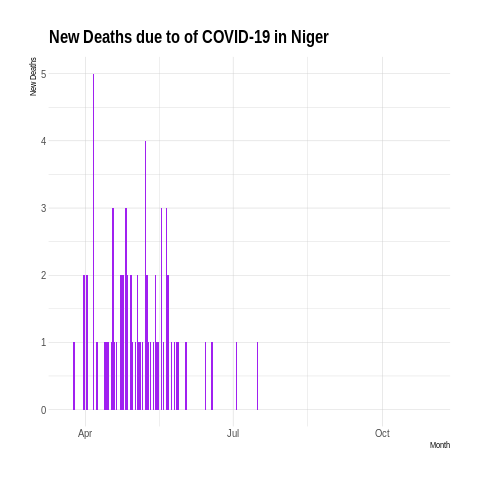 New Deaths due to of COVID-19 in Niger
New Deaths
5
4
3
2
1
0
Apr
Jul
Oct
Month